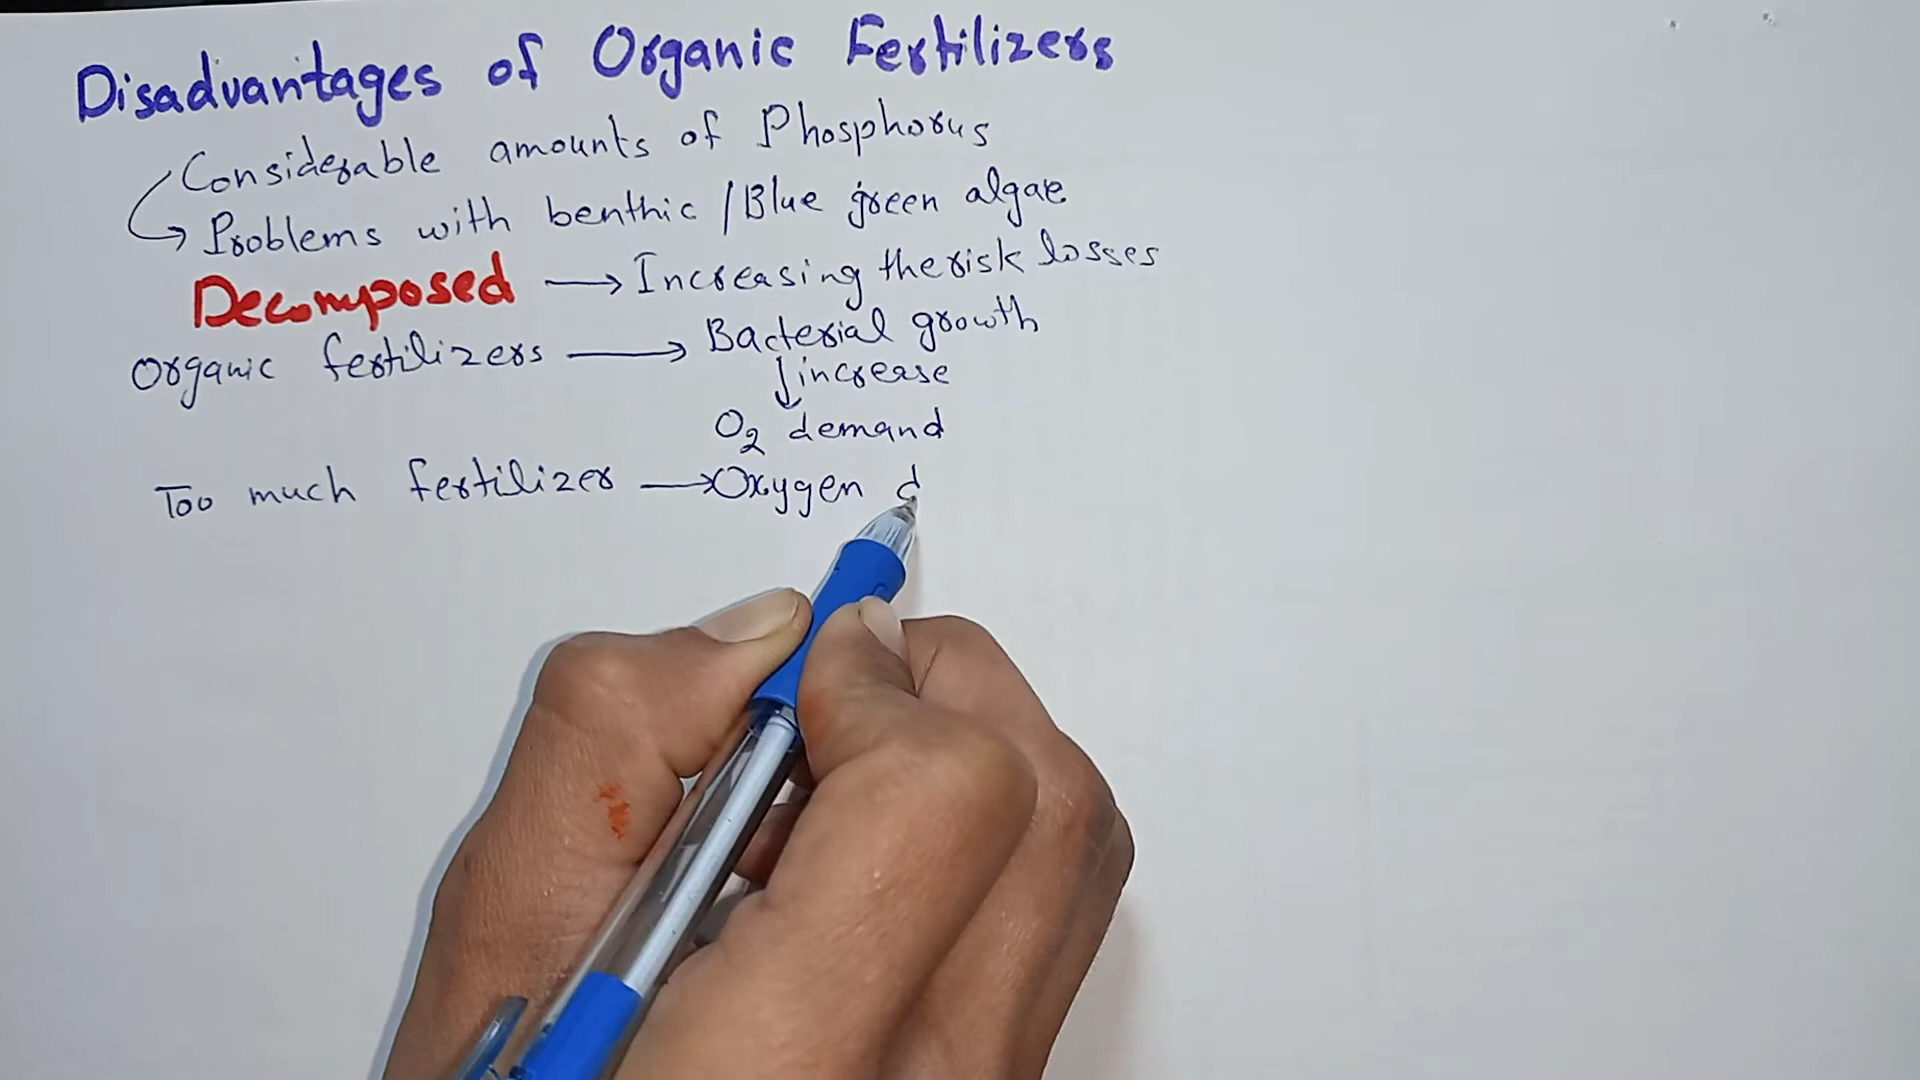 Disadvantages of Organic Fertilizers
Considerable amounts of Phosphorus
→ Problems with benthic / Blue green algae
Decomposed → Increasing the risk losses
Organic fertilizers → Bacterial growth
↓ increase
O₂ demand
Too much fertilizer → Oxygen d